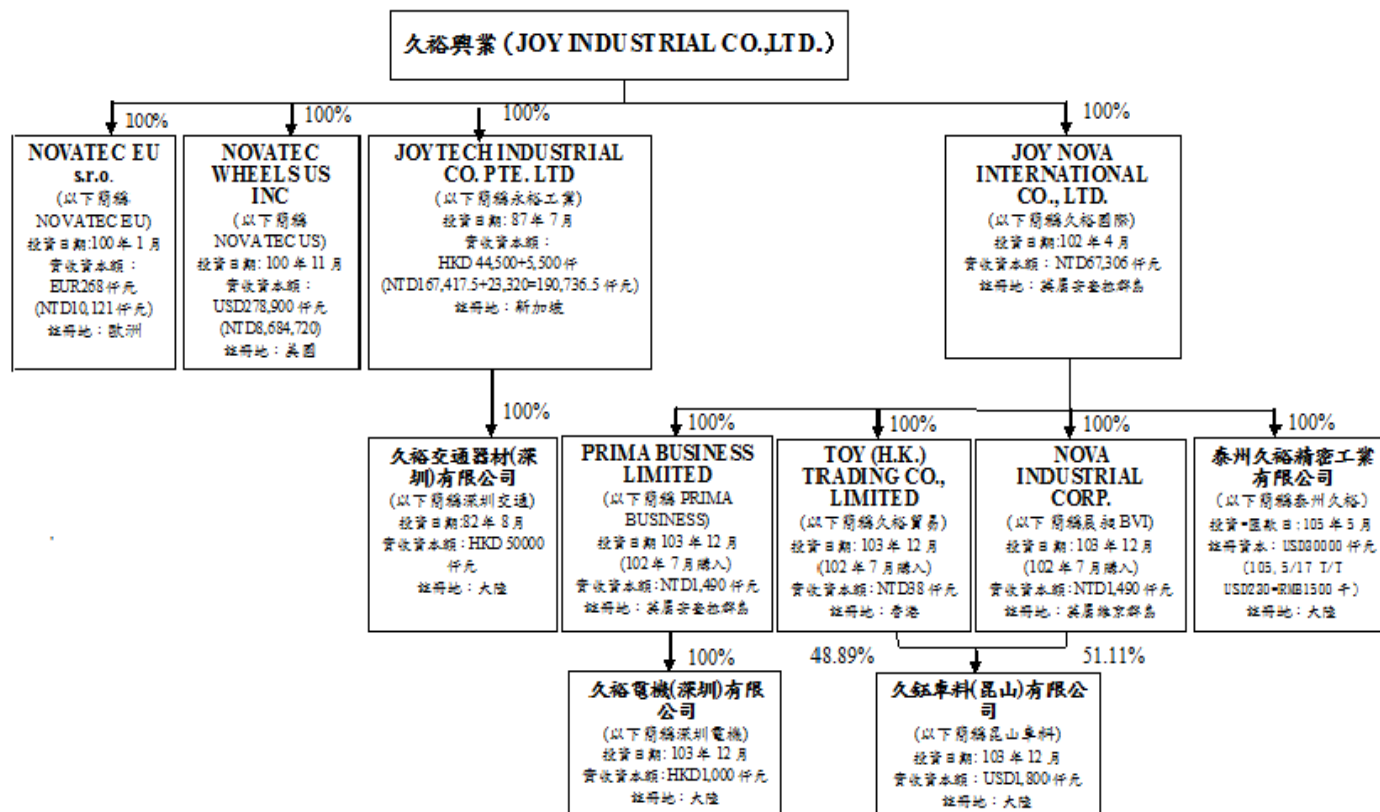 久裕興業 (JOY INDUSTRIAL CO.,LTD.)
100%
100%
100%
100%
NOVATEC EU
s.r.o.
(以下簡稱
NOVATEC EU)
投資日期:100年1月
實收資本額：
EUR268仟元
(NTD10,121仟元)
註冊地：歐洲
NOVATEC
WHEELS US
INC
(以下簡稱
NOVATEC US)
投資日期: 100年11月
實收資本額：
USD278,900仟元
(NTD8,684,720)
註冊地：美國
JOYTECH INDUSTRIAL
CO. PTE. LTD
(以下簡稱永裕工業)
投資日期: 87年7月
實收資本額：
HKD 44,500+5,500仟
(NTD167,417.5+23,320=190,736.5仟元)
註冊地：新加坡
JOY NOVA
INTERNATIONAL
CO., LTD.
(以下簡稱久裕國際)
投資日期:102年4月
實收資本額：NTD67,306仟元
註冊地：英屬安奎拉群島
100%
100%
100%
100%
100%
久裕交通器材(深
圳)有限公司
(以下簡稱深圳交通)
投資日期:82年8月
實收資本額：HKD 50000
仟元
註冊地：大陸
PRIMA BUSINESS
LIMITED
(以下簡稱 PRIMA
BUSINESS)
投資日期 103年12月
(102年7月購入)
實收資本額:NTD1,490仟元
註冊地：英屬安奎拉群島
TOY (H.K.)
TRADING CO.,
LIMITED
(以下簡稱久裕貿易)
投資日期: 103年12月
(102年7月購入)
實收資本額：NTD38仟元
註冊地：香港
NOVA
INDUSTRIAL
CORP.
(以下簡稱晨昶BVI)
投資日期: 103年12月
(102年7月購入)
實收資本額：NTD1,490仟元
註冊地：英屬維京群島
泰州久裕精密工業
有限公司
(以下簡稱泰州久裕)
投資=匯款日: 105年5月
註冊資本：USD30000仟元
(105. 5/17 T/T
USD230=RMB1500千)
註冊地：大陸
100%
48.89%
51.11%
久裕電機(深圳)有限
公司
(以下簡稱深圳電機)
投資日期: 103年12月
實收資本額：HKD1,000仟元
註冊地：大陸
久鈺車料(昆山)有限公
司
(以下簡稱昆山車料)
投資日期: 103年12月
實收資本額：USD1,800仟元
註冊地：大陸